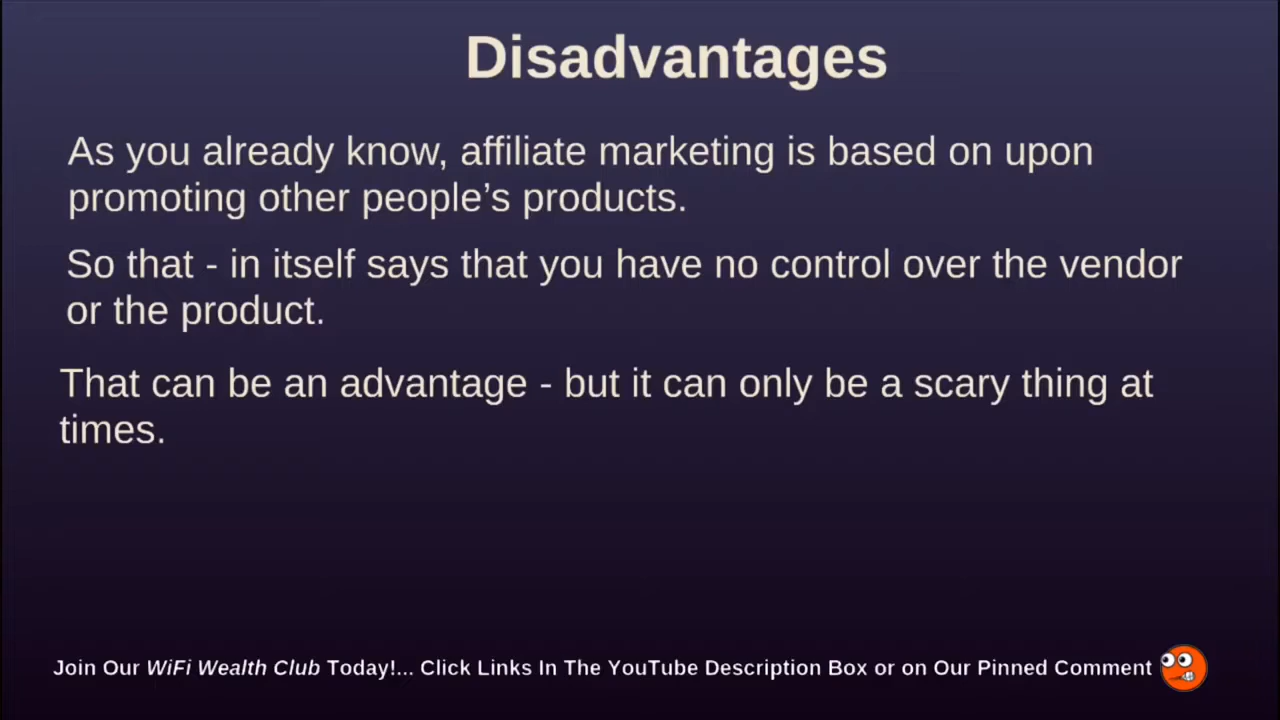 Disadvantages
As you already know, affiliate marketing is based on upon
promoting other people’s products.
So that - in itself says that you have no control over the vendor
or the product.
That can be an advantage - but it can only be a scary thing at
times.
Join Our WiFi Wealth Club Today!... Click Links In The YouTube Description Box or on Our Pinned Comment